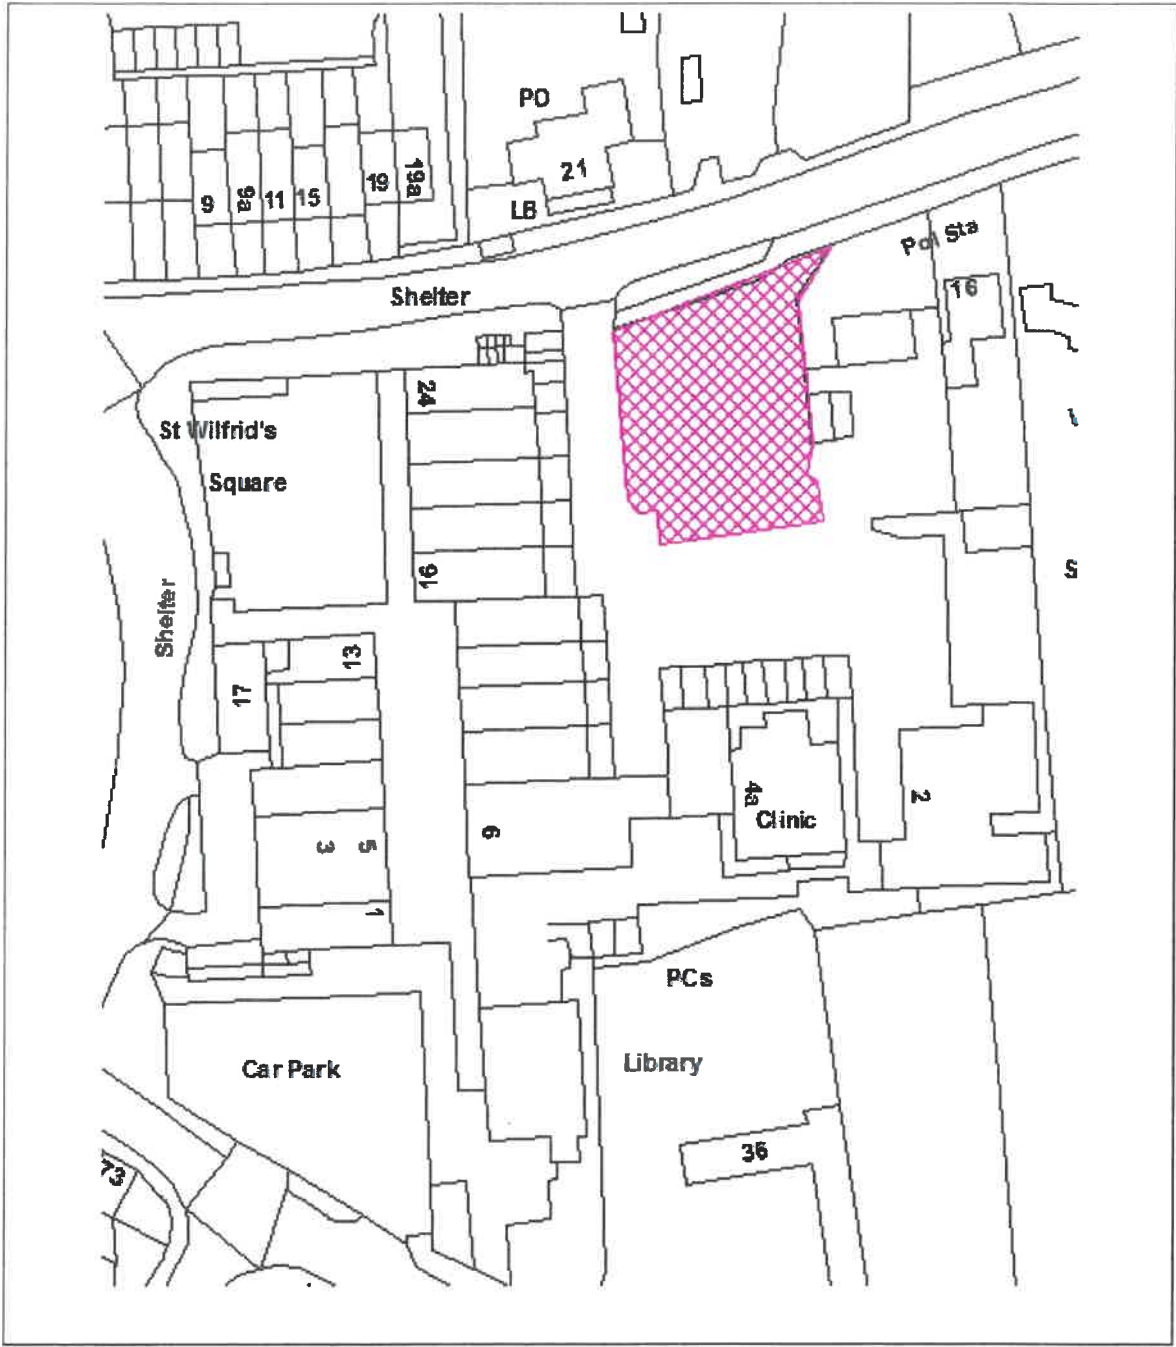 PO
21
LB
9
9a
11
15
19
19a
Shelter
Pol Sta
16
24
St Wilfrid's
Square
16
Shelter
13
17
4a
Clinic
2
6
3
5
1
PCs
Car Park
Library
36